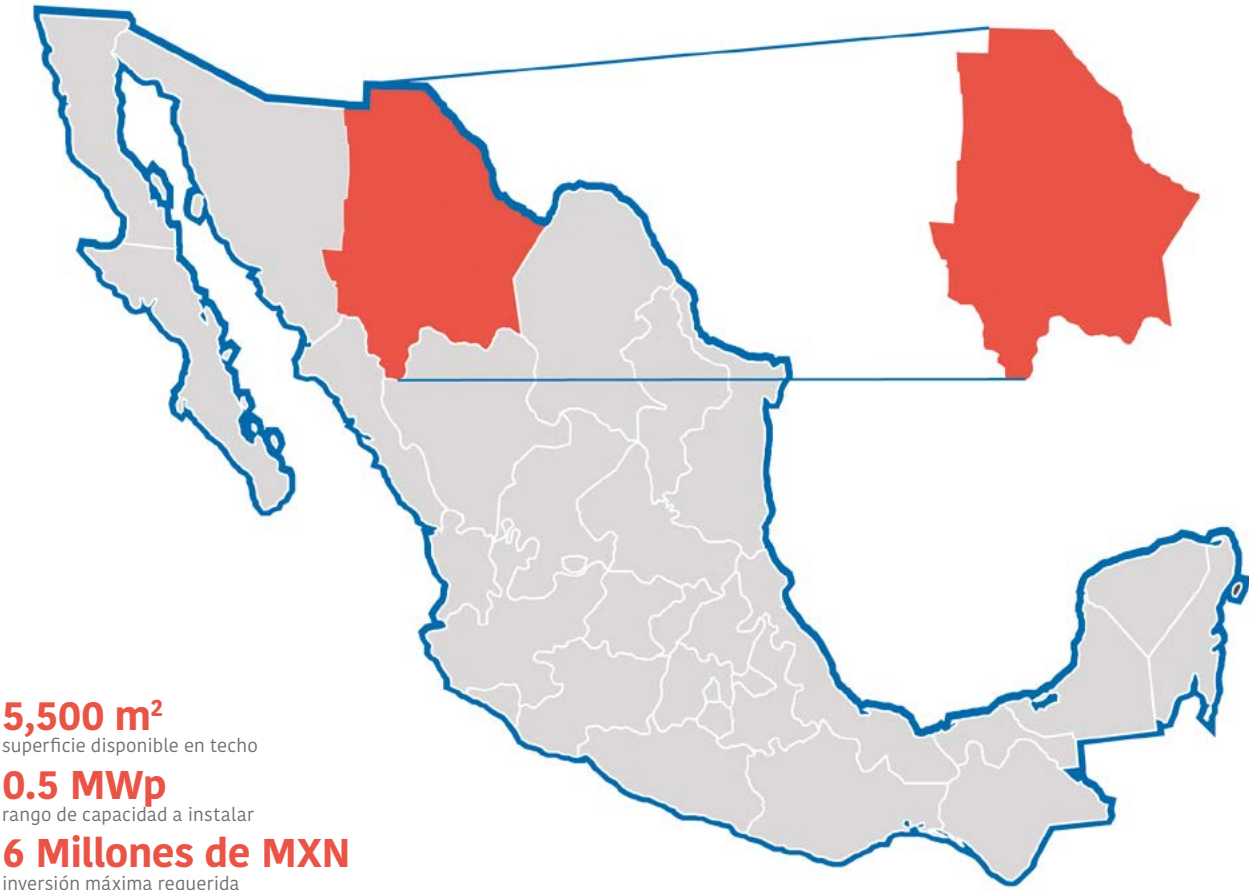 5,500 m²
superficie disponible en techo
0.5 MWp
rango de capacidad a instalar
6 Millones de MXN
inversión máxima requerida